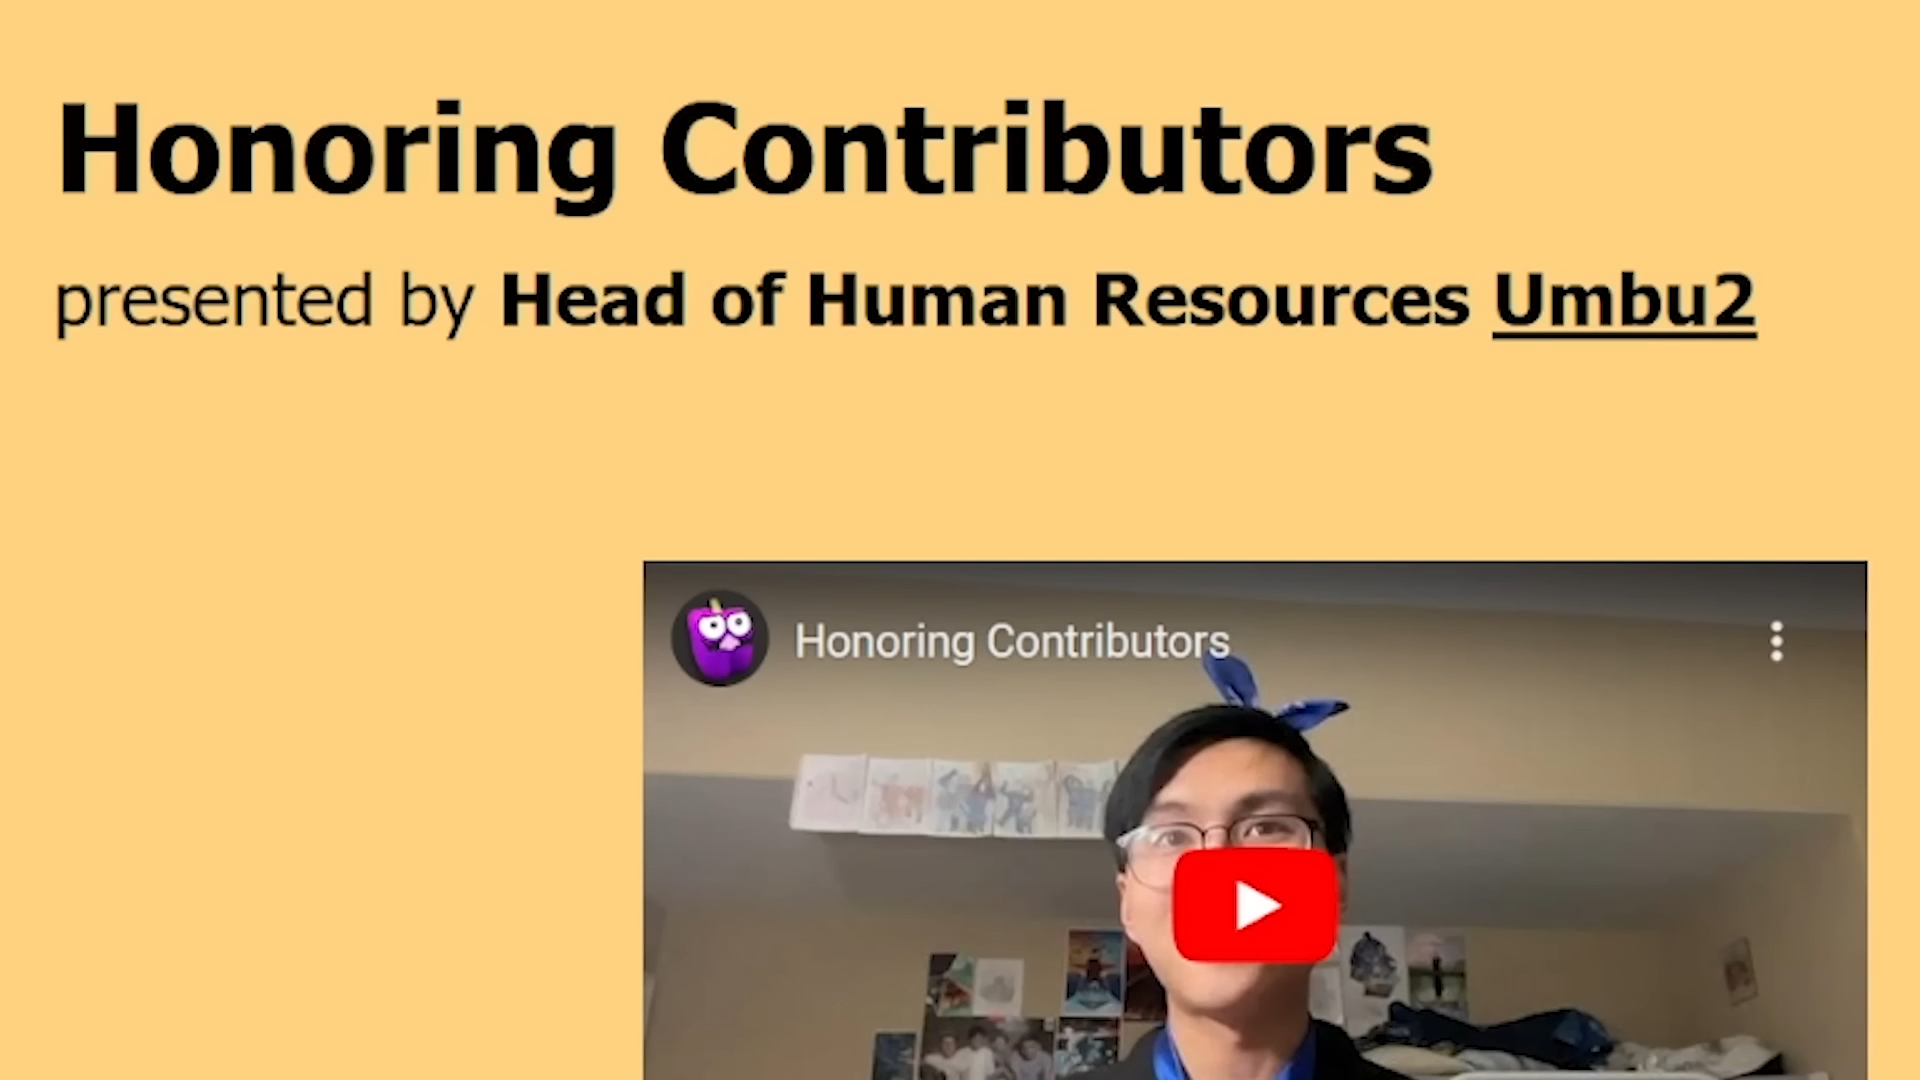 Honoring Contributors
presented by Head of Human Resources Umbu2
Honoring Contributors